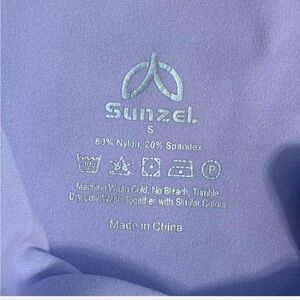 Sunzel
S
80% Nylon, 20% Spandex
30c P
Machine Wash Cold, No Bleach, Tumble
Dry Low, Wash Together with Similar Colors
Made in China